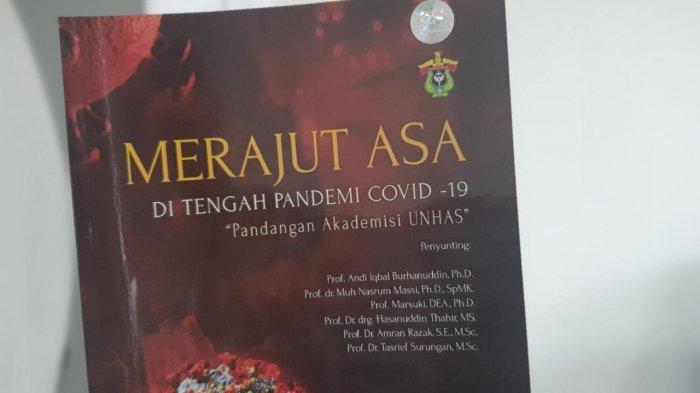 MERAJUT ASA
DI TENGAH PANDEMI COVID -19
“Pandangan Akademisi UNHAS”
Penyunting:
Prof. Andi Iqbal Burhanuddin, Ph.D.
Prof. dr. Muh Nasrum Massi, Ph.D., SpMK.
Prof. Marsuki, DEA., Ph.D.
Prof. Dr. drg. Hasanuddin Thahir, MS.
Prof. Dr. Amran Razak, S.E., M.Sc.
Prof. Dr. Tasrief Surungan, M.Sc.